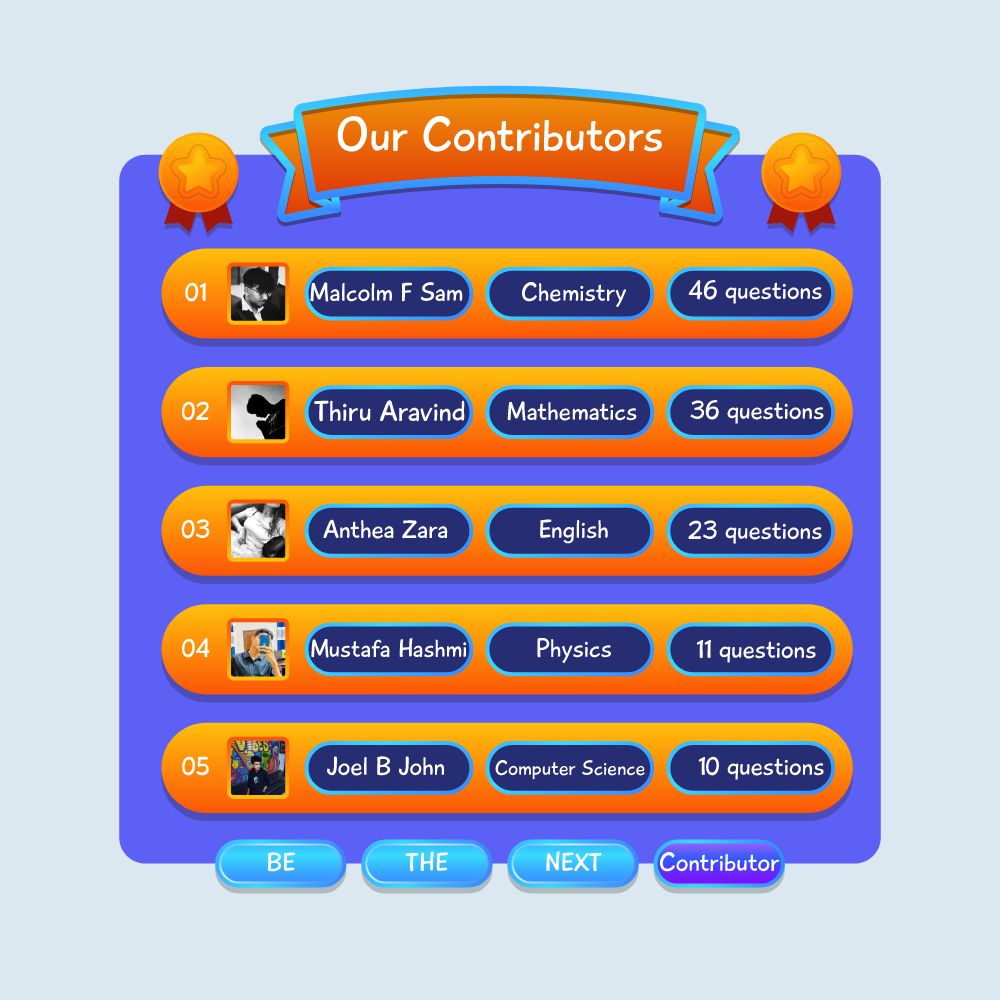 Our Contributors
01 Malcolm F Sam Chemistry 46 questions
02 Thiru Aravind Mathematics 36 questions
03 Anthea Zara English 23 questions
04 Mustafa Hashmi Physics 11 questions
05 Joel B John Computer Science 10 questions
BE THE NEXT Contributor